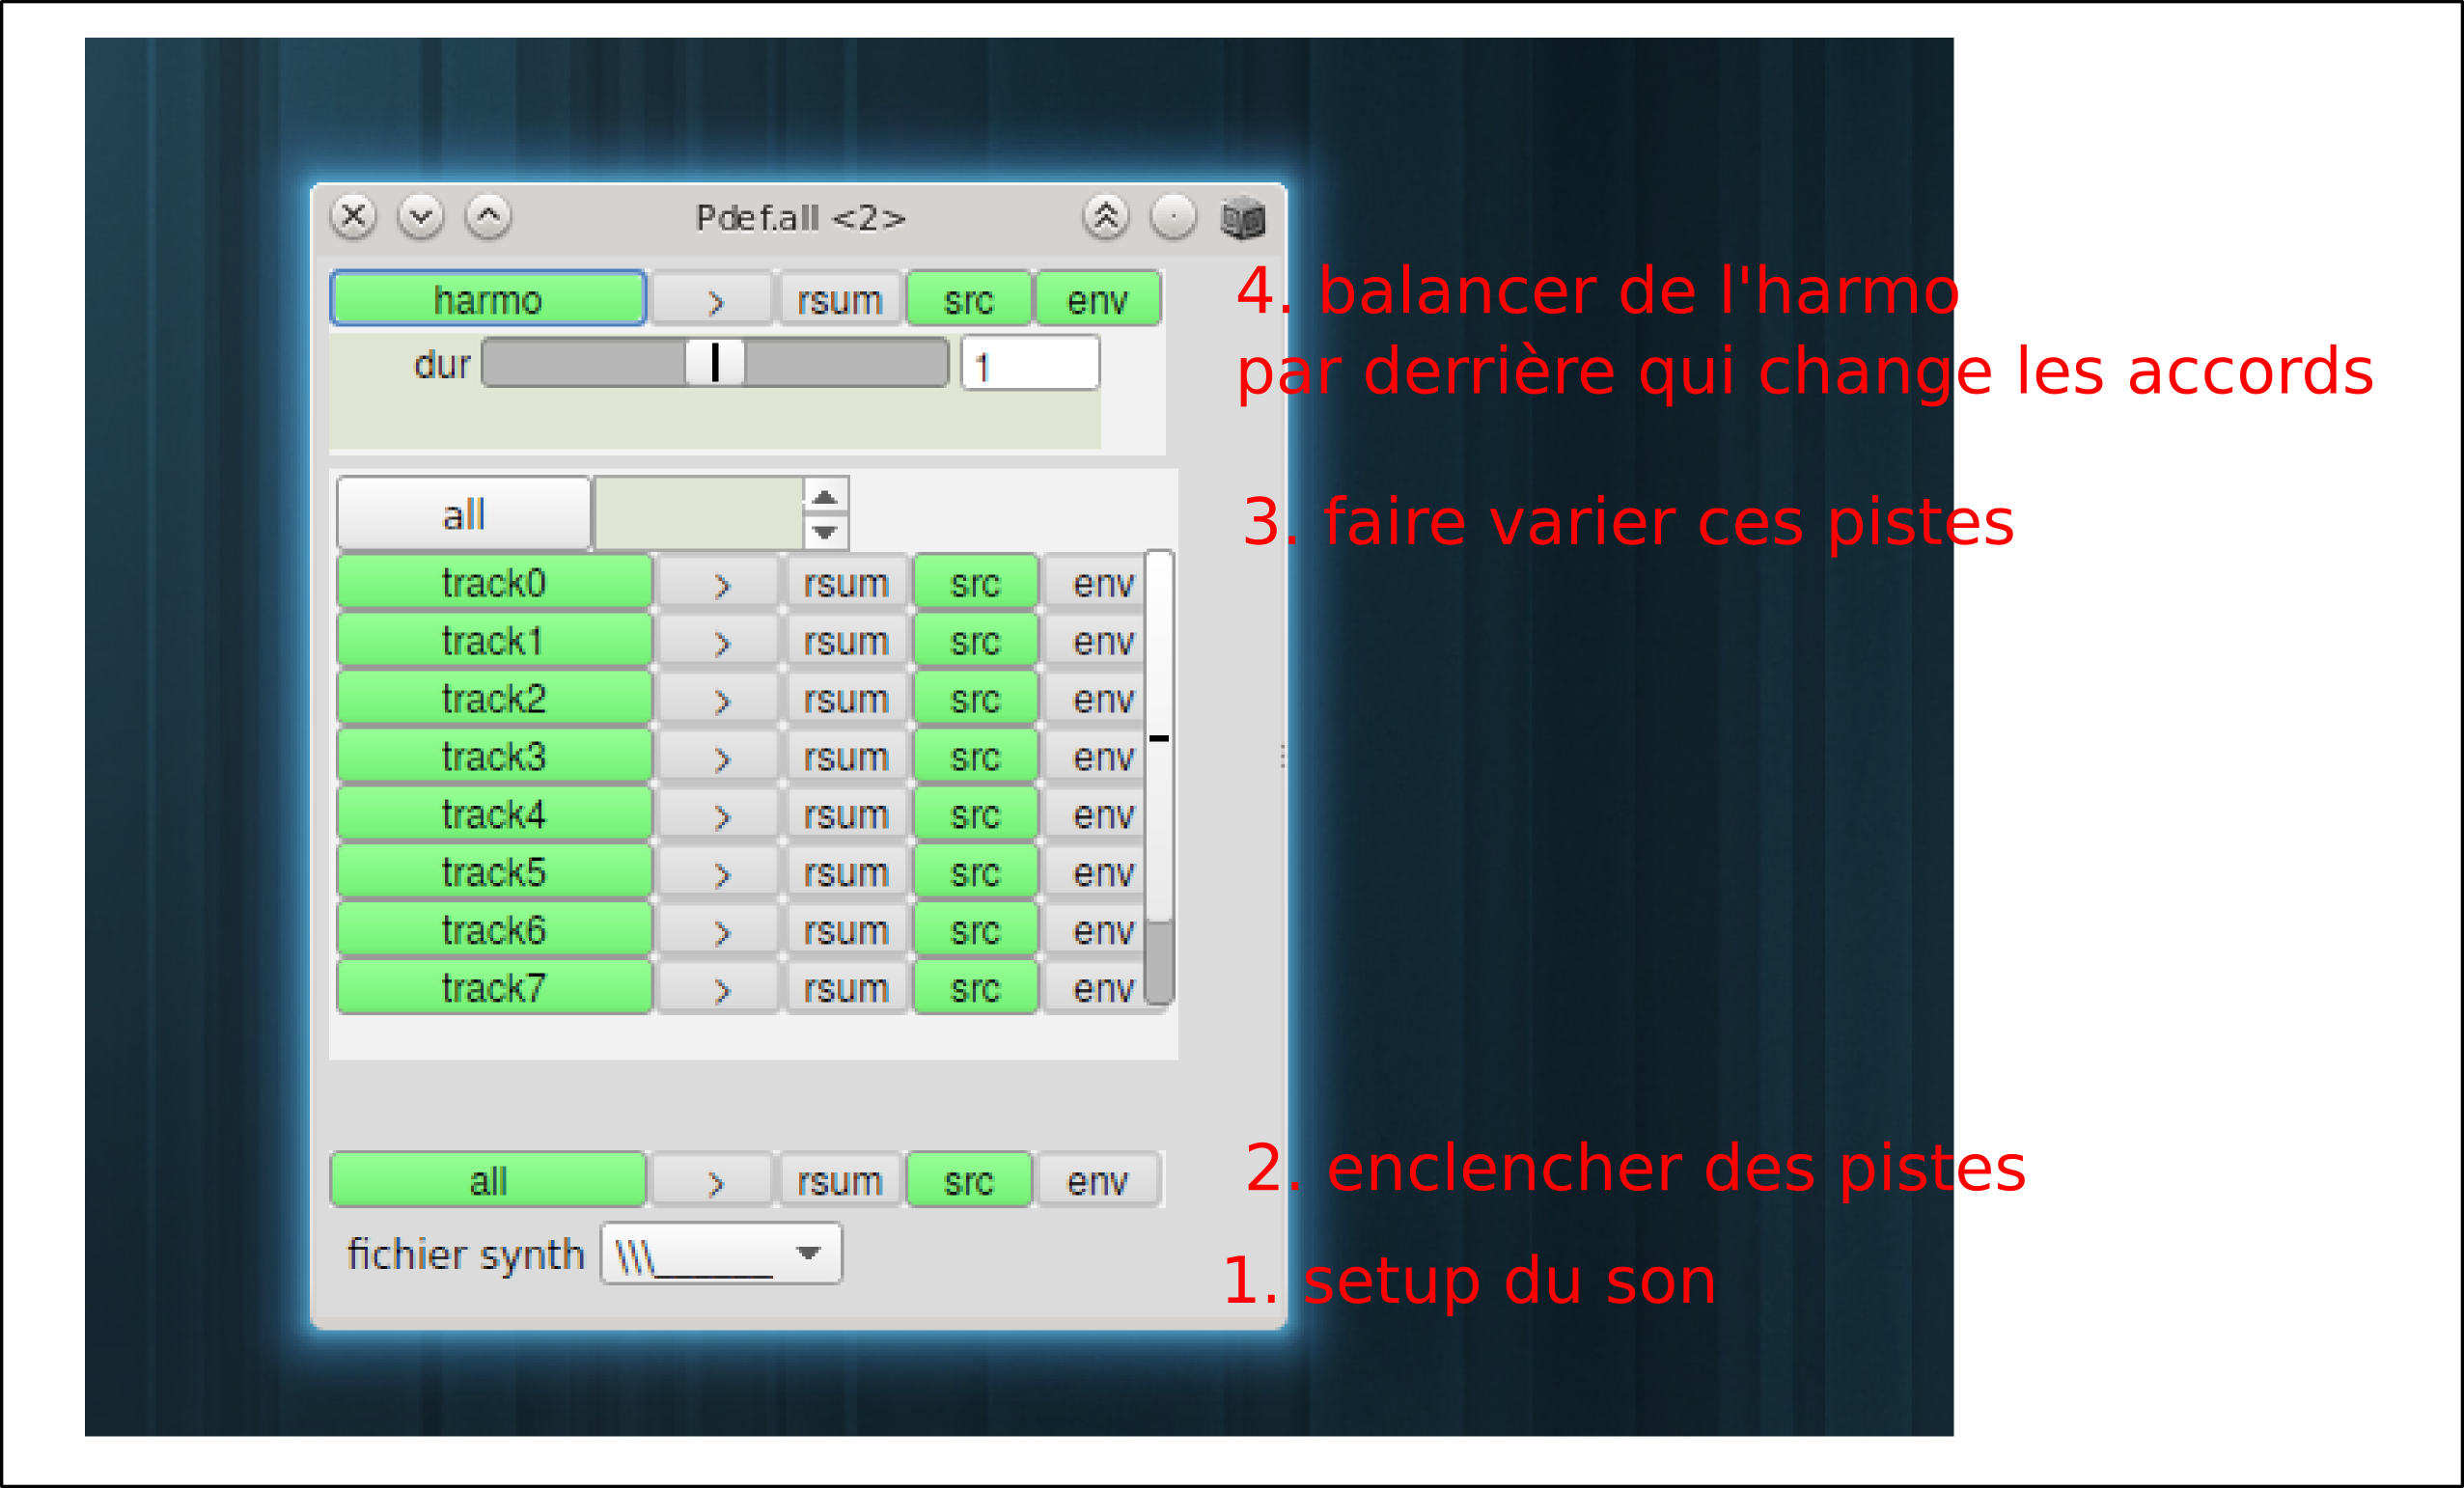 Pdef.all <2>
harmo > rsum src env
4. balancer de l'harmo
dur 1
par derrière qui change les accords
all
3. faire varier ces pistes
track0 > rsum src env
track1 > rsum src env
track2 > rsum src env
track3 > rsum src env
track4 > rsum src env
track5 > rsum src env
track6 > rsum src env
track7 > rsum src env
all > rsum src env
2. enclencher des pistes
fichier synth \\\______
1. setup du son